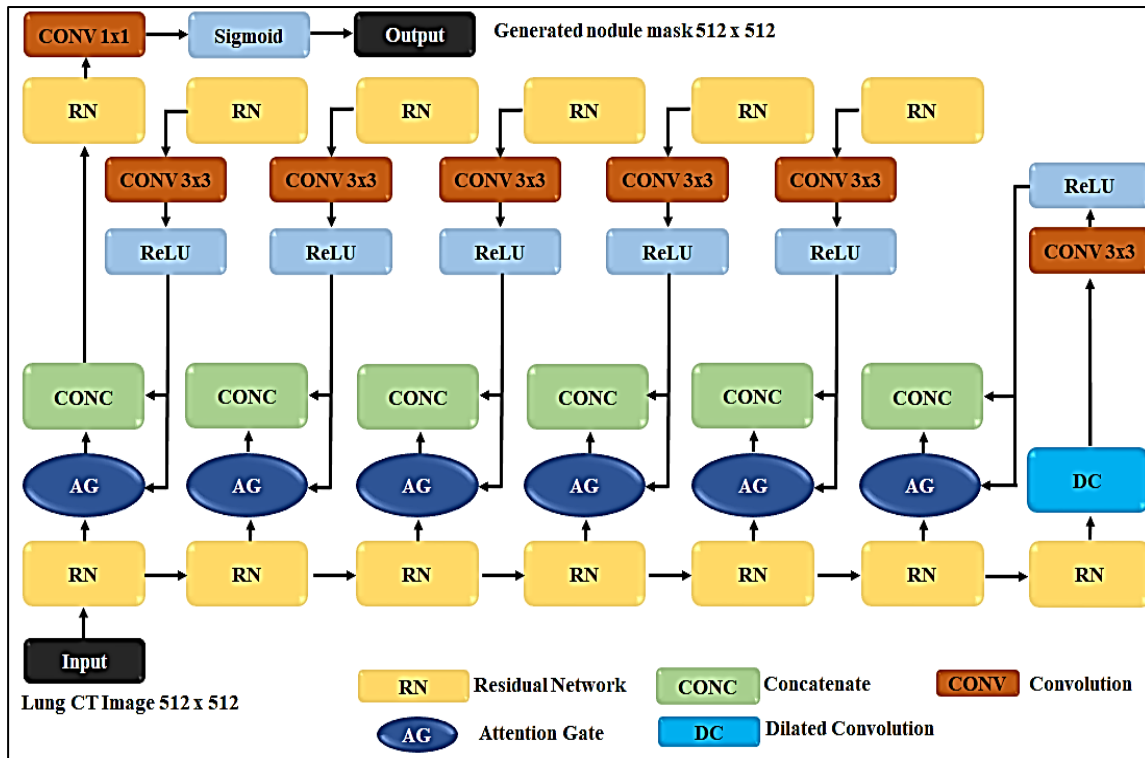 CONV 1x1 Sigmoid Output Generated nodule mask 512 x 512
RN RN RN RN RN RN
CONV 3x3 CONV 3x3 CONV 3x3 CONV 3x3 CONV 3x3
ReLU
ReLU ReLU ReLU ReLU ReLU
CONV 3x3
CONC CONC CONC CONC CONC CONC
AG AG AG AG AG AG DC
RN RN RN RN RN RN RN
Input
Lung CT Image 512 x 512
RN Residual Network CONC Concatenate CONV Convolution
AG Attention Gate DC Dilated Convolution